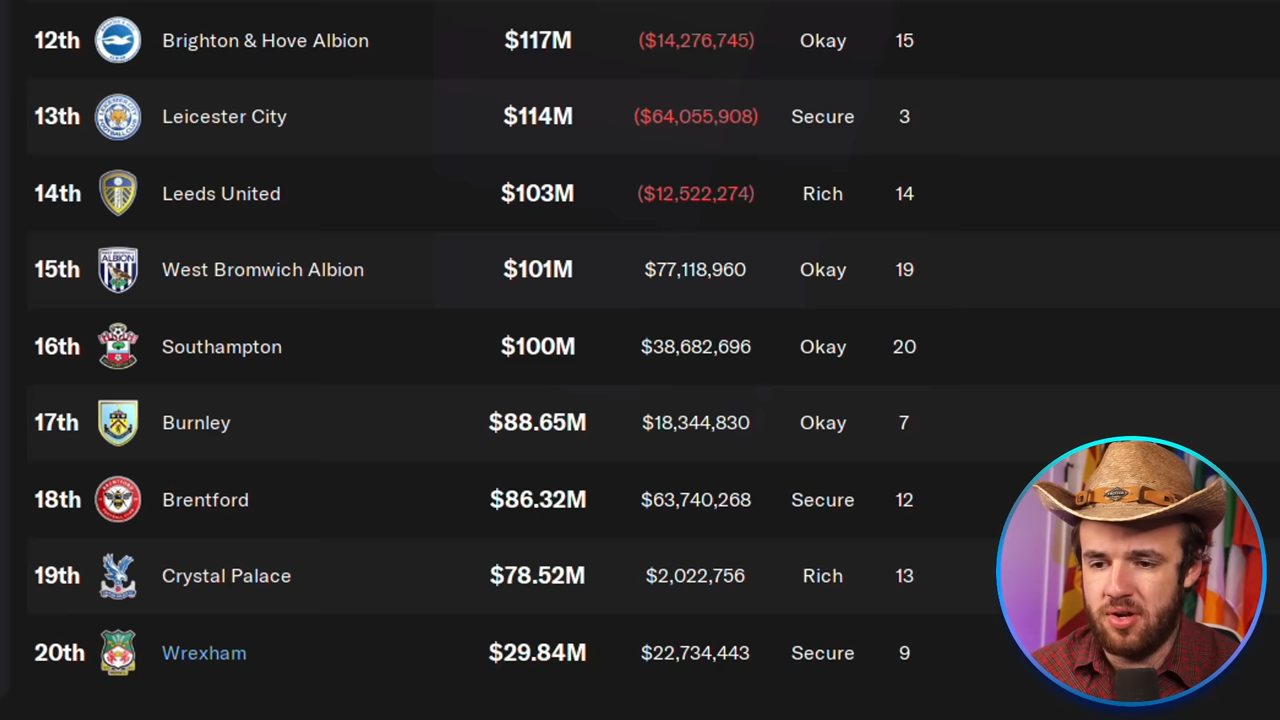 12th Brighton & Hove Albion $117M ($14,276,745) Okay 15
13th Leicester City $114M ($64,055,908) Secure 3
14th Leeds United $103M ($12,522,274) Rich 14
15th West Bromwich Albion $101M $77,118,960 Okay 19
16th Southampton $100M $38,682,696 Okay 20
17th Burnley $88.65M $18,344,830 Okay 7
18th Brentford $86.32M $63,740,268 Secure 12
19th Crystal Palace $78.52M $2,022,756 Rich 13
20th Wrexham $29.84M $22,734,443 Secure 9